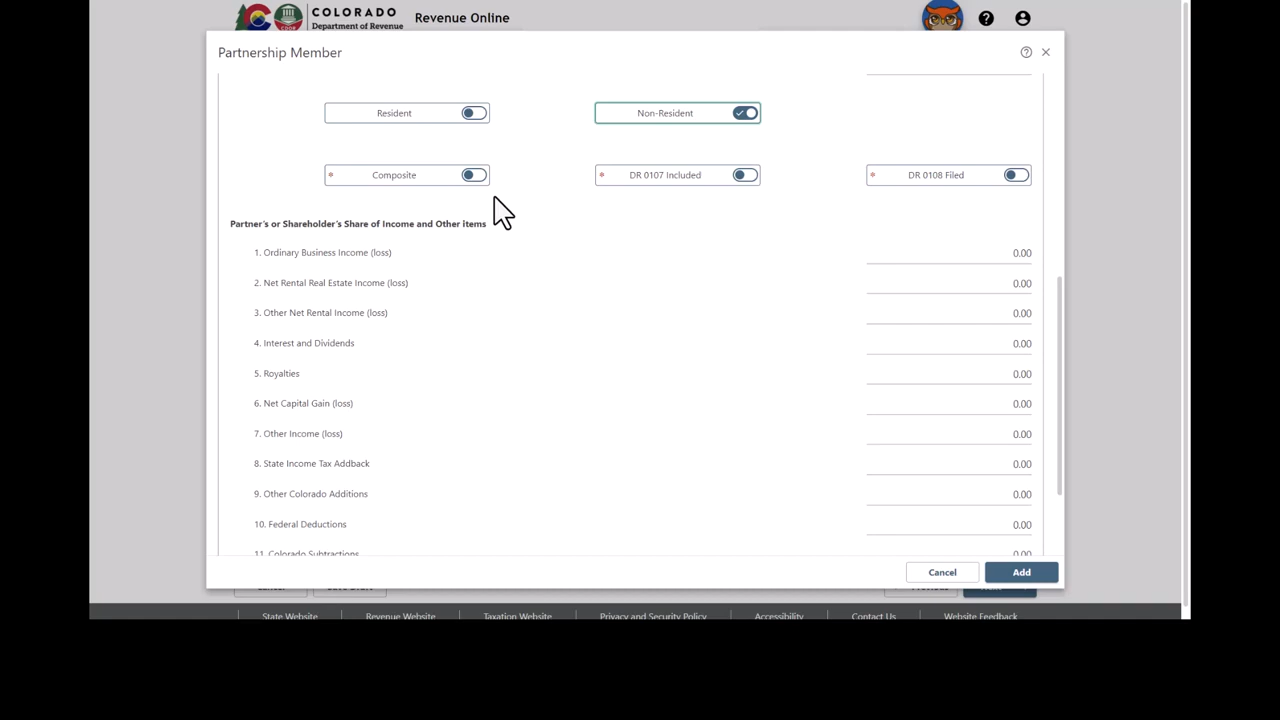 COLORADO
Department of Revenue
Revenue Online
Partnership Member
Resident
Non-Resident
* Composite
* DR 0107 Included
* DR 0108 Filed
Partner's or Shareholder's Share of Income and Other items
1. Ordinary Business Income (loss) 0.00
2. Net Rental Real Estate Income (loss) 0.00
3. Other Net Rental Income (loss) 0.00
4. Interest and Dividends 0.00
5. Royalties 0.00
6. Net Capital Gain (loss) 0.00
7. Other Income (loss) 0.00
8. State Income Tax Addback 0.00
9. Other Colorado Additions 0.00
10. Federal Deductions 0.00
11. Colorado Subtractions 0.00
Cancel
Add
State Website
Revenue Website
Taxation Website
Privacy and Security Policy
Accessibility
Contact Us
Website Feedback